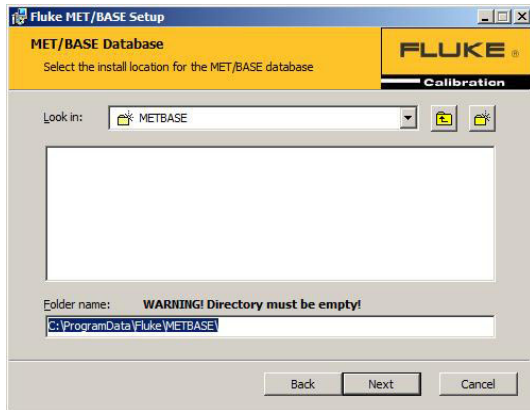 Fluke MET/BASE Setup
MET/BASE Database
Select the install location for the MET/BASE database
FLUKE ®
Calibration
Look in: METBASE
Folder name: WARNING! Directory must be empty!
C:\ProgramData\Fluke\METBASE\
Back Next Cancel